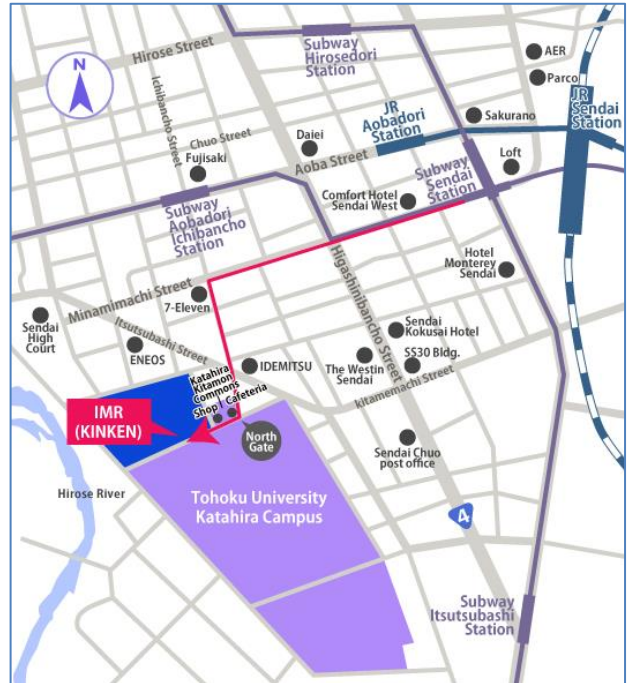 Hirose Street
Subway
Hirosedori
Station
AER
Parco
JR
Sendai
Station
N
Ichibancho
Street
Chuo Street
Fujisaki
Daiei
JR
Aobadori
Station
Sakurano
Aoba Street
Loft
Subway
Sendai
Station
Comfort Hotel
Sendai West
Subway
Aobadori
Ichibancho
Station
Hotel
Monterey
Sendai
Minamimachi Street
7-Eleven
Higashinibancho Street
Sendai
High
Court
Itsutsubashi Street
ENEOS
Sendai
Kokusai Hotel
SS30 Bldg.
The Westin
Sendai
IDEMITSU
kitamemachi Street
Katahira
Kitamon
Commons
Shop
Cafeteria
IMR
(KINKEN)
North
Gate
Sendai Chuo
post office
Hirose River
Tohoku University
Katahira Campus
4
Subway
Itsutsubashi
Station